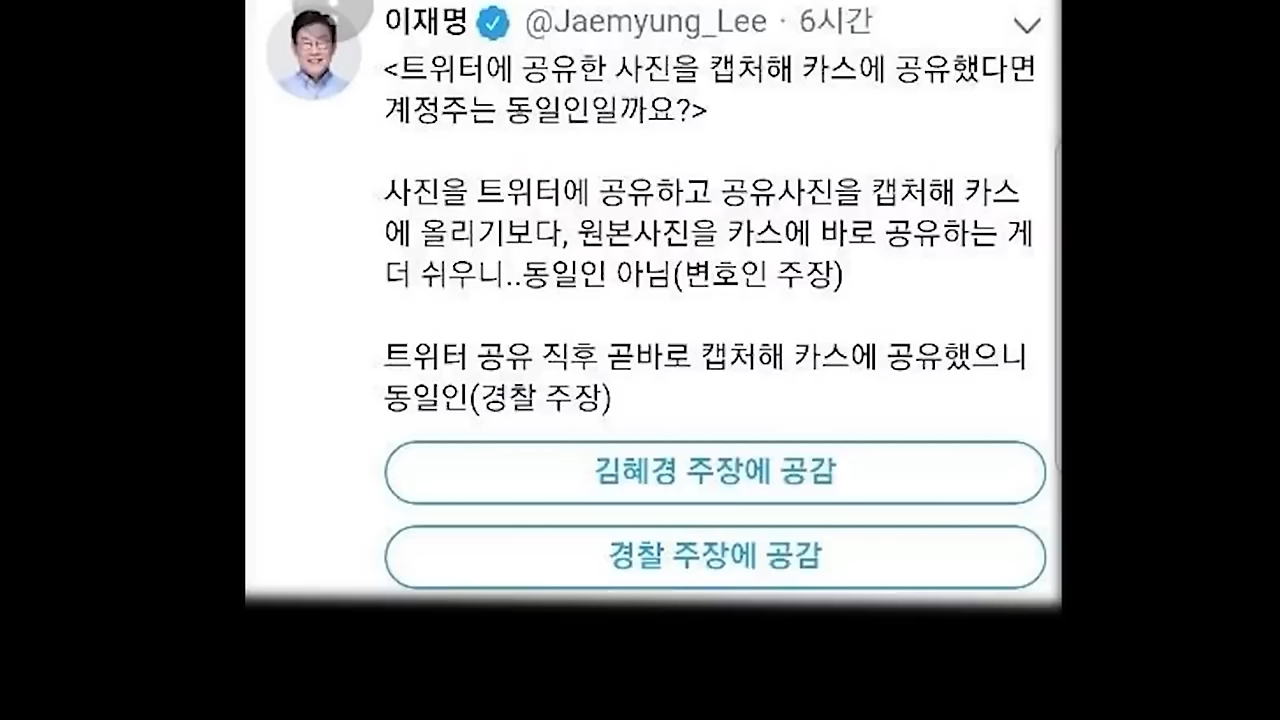 이재명 @Jaemyung_Lee · 6시간
<트위터에 공유한 사진을 캡처해 카스에 공유했다면
계정주는 동일인일까요?>
사진을 트위터에 공유하고 공유사진을 캡처해 카스
에 올리기보다, 원본사진을 카스에 바로 공유하는 게
더 쉬우니..동일인 아님(변호인 주장)
트위터 공유 직후 곧바로 캡처해 카스에 공유했으니
동일인(경찰 주장)
김혜경 주장에 공감
경찰 주장에 공감